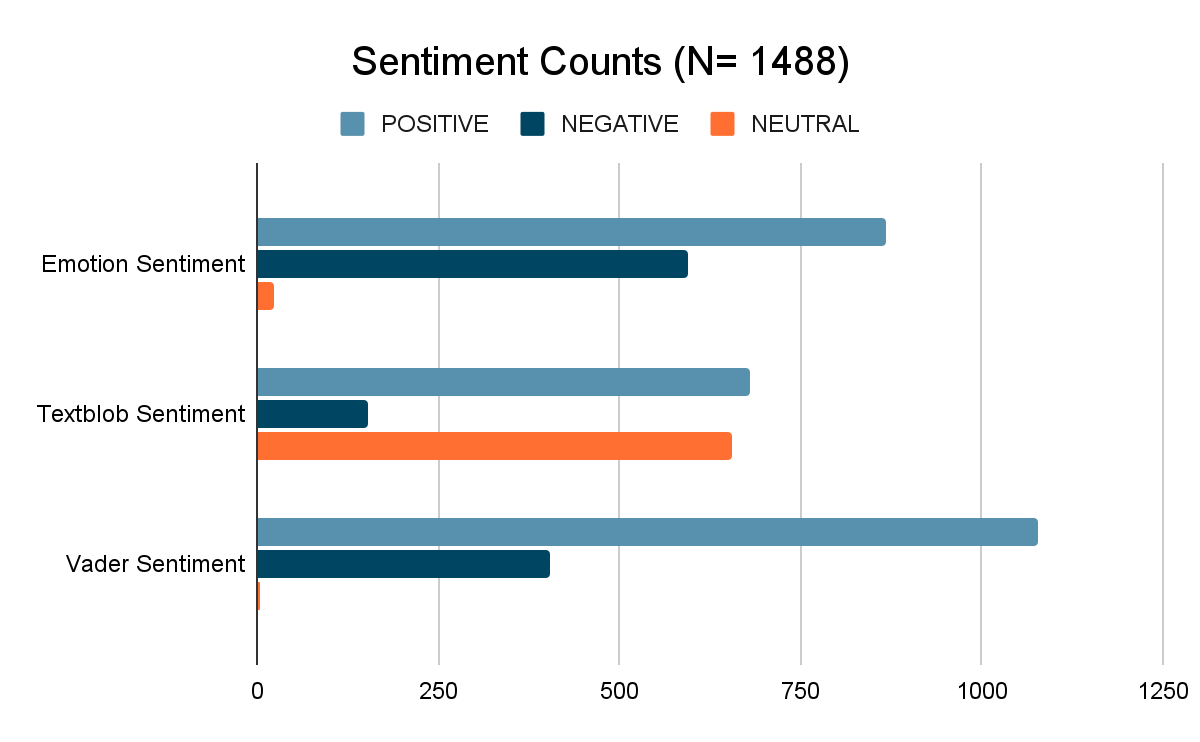 Sentiment Counts (N= 1488)
POSITIVE NEGATIVE NEUTRAL
Emotion Sentiment
Textblob Sentiment
Vader Sentiment
0 250 500 750 1000 1250